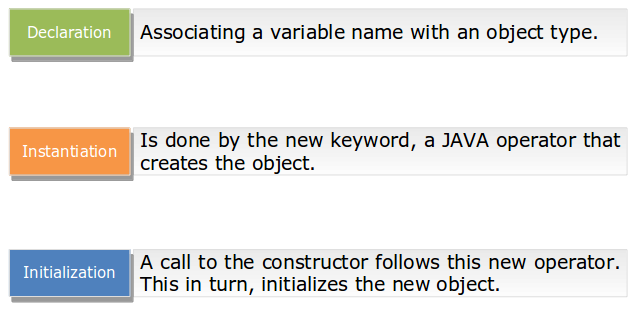 Declaration
Associating a variable name with an object type.
Instantiation
Is done by the new keyword, a JAVA operator that
creates the object.
Initialization
A call to the constructor follows this new operator.
This in turn, initializes the new object.